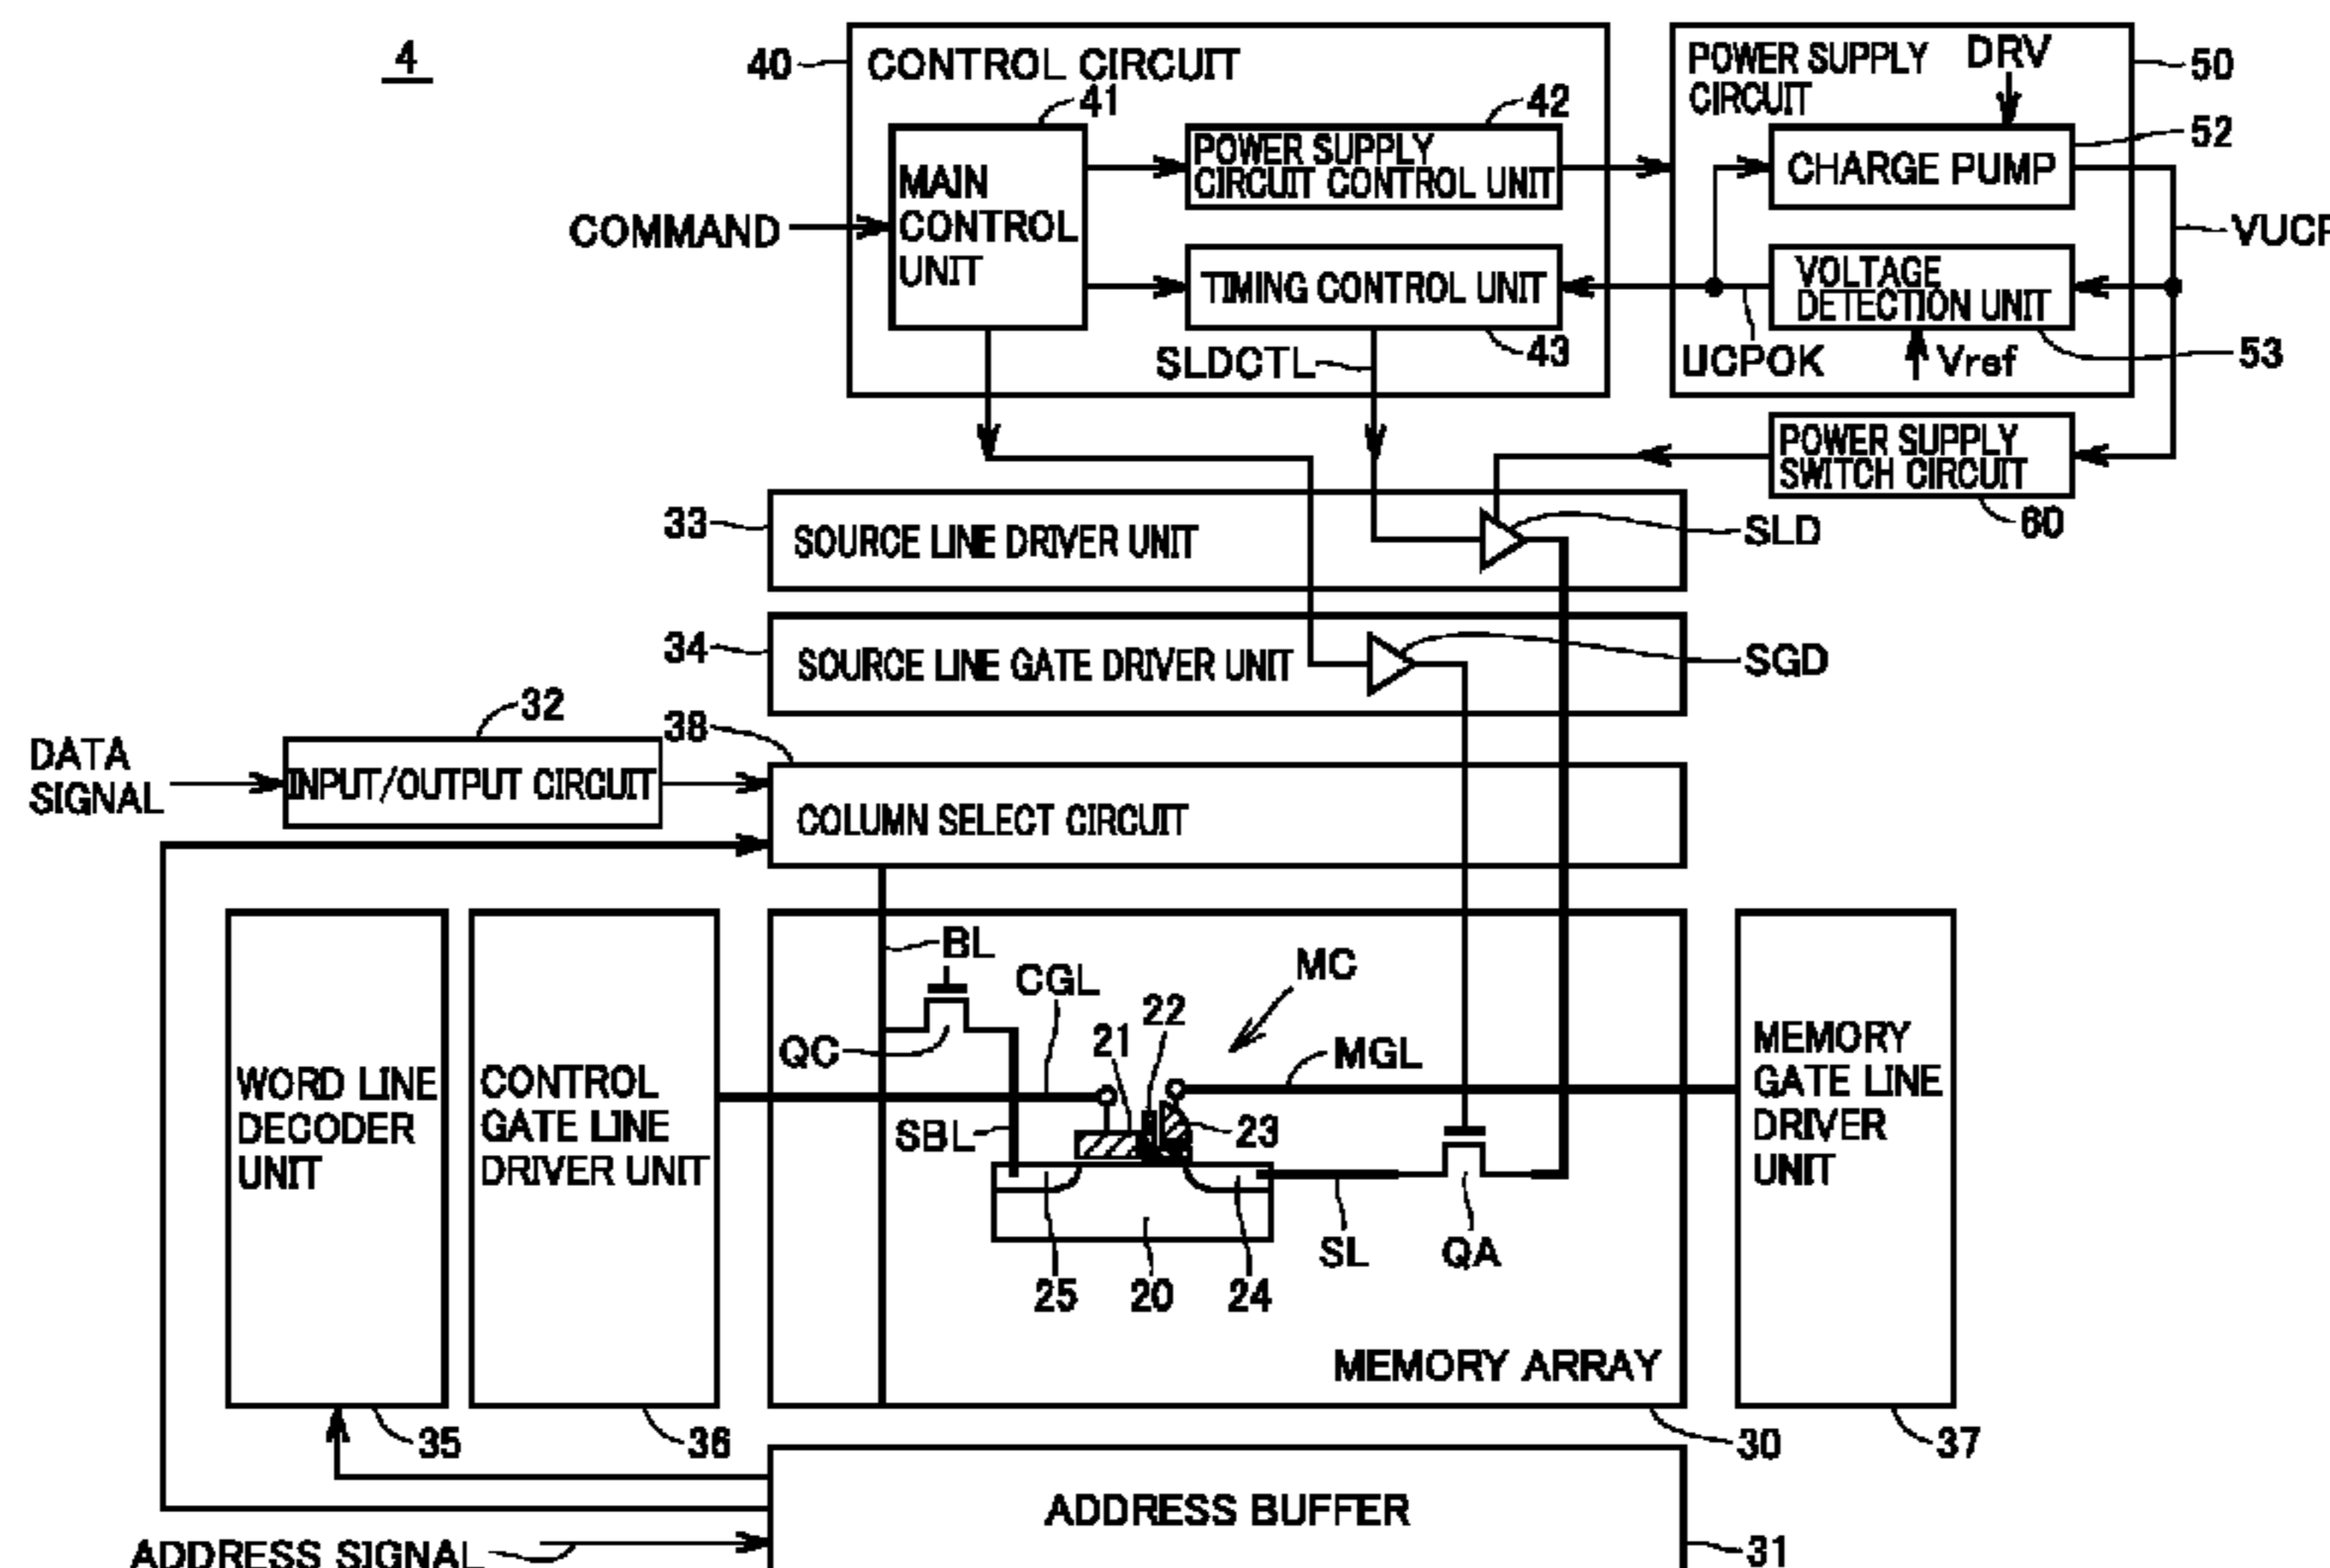 4
40
CONTROL CIRCUIT
41
42
MAIN
CONTROL
UNIT
POWER SUPPLY
CIRCUIT CONTROL UNIT
TIMING CONTROL UNIT
43
COMMAND
SLDCTL
POWER SUPPLY
CIRCUIT
DRV
50
52
CHARGE PUMP
VUCP
VOLTAGE
DETECTION UNIT
53
UCPOK
Vref
POWER SUPPLY
SWITCH CIRCUIT
60
33
SOURCE LINE DRIVER UNIT
SLD
34
SOURCE LINE GATE DRIVER UNIT
SGD
32
38
DATA
SIGNAL
INPUT/OUTPUT CIRCUIT
COLUMN SELECT CIRCUIT
BL
CGL
MC
22
21
QC
MGL
SBL
23
WORD LINE
DECODER
UNIT
CONTROL
GATE LINE
DRIVER UNIT
MEMORY
GATE LINE
DRIVER
UNIT
SL
QA
25
20
24
MEMORY ARRAY
35
36
30
37
ADDRESS BUFFER
ADDRESS SIGNAL
31